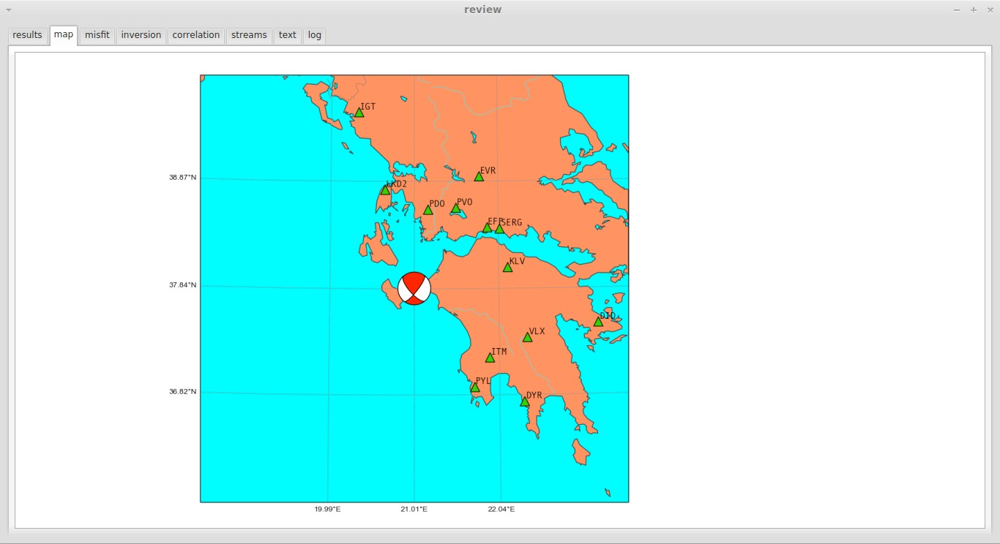 review
results map misfit inversion correlation streams text log
IGT
EVR
38.87°N
LKD2
PDO
PVO
SERG
KLV
37.84°N
DID
VLX
ITM
PYL
36.82°N
DYR
19.99°E 21.01°E 22.04°E